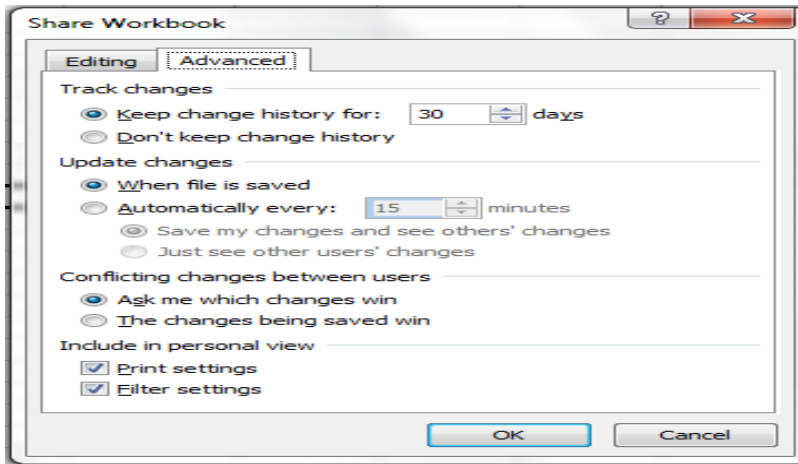 Share Workbook
Editing Advanced
Track changes
Keep change history for: 30 days
Don't keep change history
Update changes
When file is saved
Automatically every: 15 minutes
Save my changes and see others' changes
Just see other users' changes
Conflicting changes between users
Ask me which changes win
The changes being saved win
Include in personal view
Print settings
Filter settings
OK Cancel